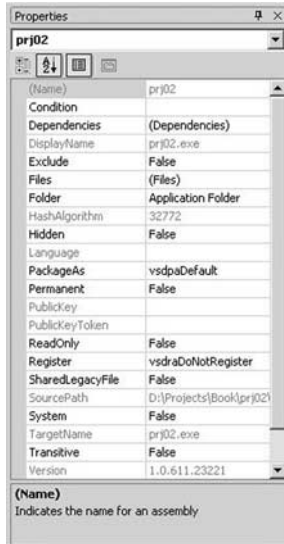 Properties
prj02
(Name) prj02
Condition
Dependencies (Dependencies)
DisplayName prj02.exe
Exclude False
Files (Files)
Folder Application Folder
HashAlgorithm 32772
Hidden False
Language
PackageAs vsdpaDefault
Permanent False
PublicKey
PublicKeyToken
ReadOnly False
Register vsdraDoNotRegister
SharedLegacyFile False
SourcePath D:\Projects\Book\prj02\
System False
TargetName prj02.exe
Transitive False
Version 1.0.611.23221
(Name)
Indicates the name for an assembly